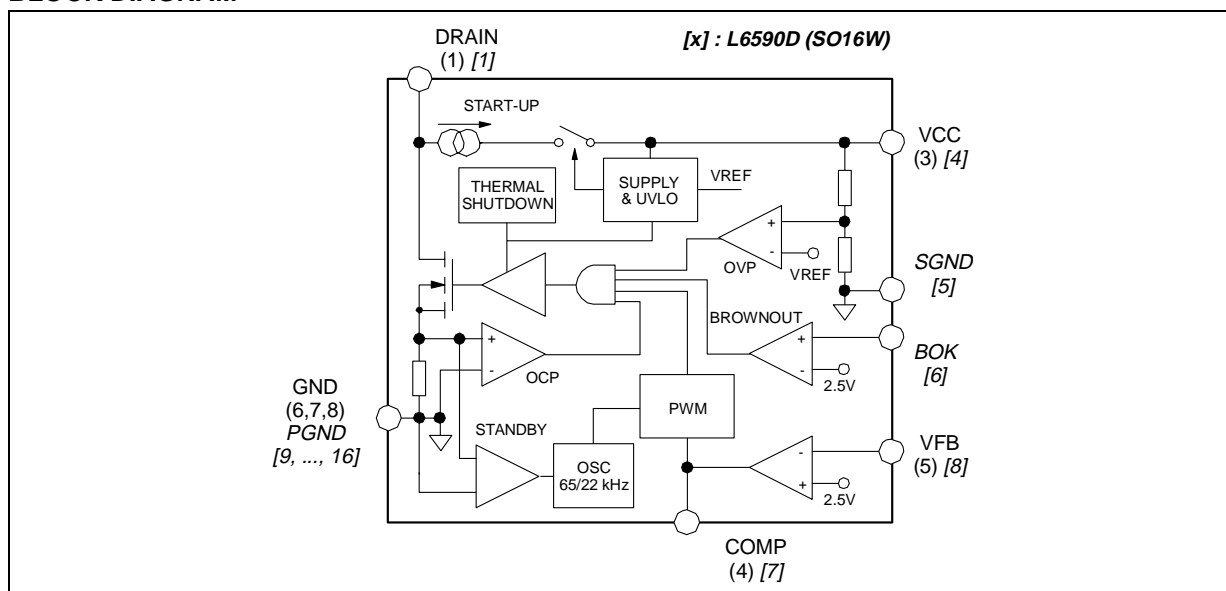 BLOCK DIAGRAM
DRAIN
(1) [1]
[x] : L6590D (SO16W)
START-UP
VCC
(3) [4]
THERMAL
SHUTDOWN
SUPPLY
& UVLO
VREF
+
-
OVP
VREF
SGND
[5]
BROWNOUT
+
-
2.5V
BOK
[6]
+
-
OCP
GND
(6,7,8)
PGND
[9, ..., 16]
PWM
STANDBY
OSC
65/22 kHz
-
+
2.5V
VFB
(5) [8]
COMP
(4) [7]